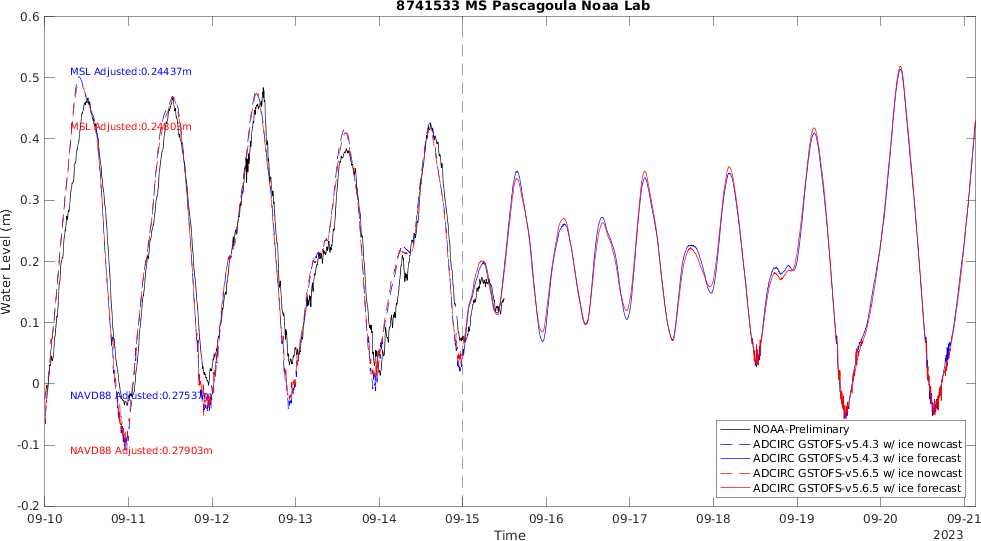 8741533 MS Pascagoula Noaa Lab
0.6
0.5
0.4
0.3
0.2
0.1
0
-0.1
-0.2
Water Level (m)
MSL Adjusted:0.24437m
MSL Adjusted:0.24803m
NAVD88 Adjusted:0.27537m
NAVD88 Adjusted:0.27903m
NOAA-Preliminary
ADCIRC GSTOFS-v5.4.3 w/ ice nowcast
ADCIRC GSTOFS-v5.4.3 w/ ice forecast
ADCIRC GSTOFS-v5.6.5 w/ ice nowcast
ADCIRC GSTOFS-v5.6.5 w/ ice forecast
09-10 09-11 09-12 09-13 09-14 09-15 09-16 09-17 09-18 09-19 09-20 09-21
Time
2023